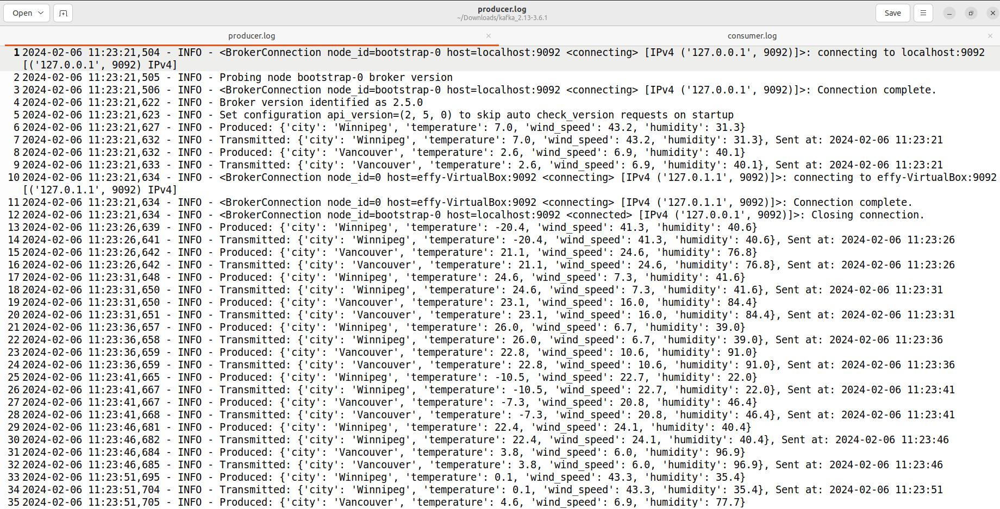 Open
producer.log
~/Downloads/kafka_2.13-3.6.1
Save
producer.log
consumer.log
1 2024-02-06 11:23:21,504 - INFO - <BrokerConnection node_id=bootstrap-0 host=localhost:9092 <connecting> [IPv4 ('127.0.0.1', 9092)]>: connecting to localhost:9092
[('127.0.0.1', 9092) IPv4]
2 2024-02-06 11:23:21,505 - INFO - Probing node bootstrap-0 broker version
3 2024-02-06 11:23:21,506 - INFO - <BrokerConnection node_id=bootstrap-0 host=localhost:9092 <connecting> [IPv4 ('127.0.0.1', 9092)]>: Connection complete.
4 2024-02-06 11:23:21,622 - INFO - Broker version identified as 2.5.0
5 2024-02-06 11:23:21,623 - INFO - Set configuration api_version=(2, 5, 0) to skip auto check_version requests on startup
6 2024-02-06 11:23:21,627 - INFO - Produced: {'city': 'Winnipeg', 'temperature': 7.0, 'wind_speed': 43.2, 'humidity': 31.3}
7 2024-02-06 11:23:21,632 - INFO - Transmitted: {'city': 'Winnipeg', 'temperature': 7.0, 'wind_speed': 43.2, 'humidity': 31.3}, Sent at: 2024-02-06 11:23:21
8 2024-02-06 11:23:21,632 - INFO - Produced: {'city': 'Vancouver', 'temperature': 2.6, 'wind_speed': 6.9, 'humidity': 40.1}
9 2024-02-06 11:23:21,633 - INFO - Transmitted: {'city': 'Vancouver', 'temperature': 2.6, 'wind_speed': 6.9, 'humidity': 40.1}, Sent at: 2024-02-06 11:23:21
10 2024-02-06 11:23:21,634 - INFO - <BrokerConnection node_id=0 host=effy-VirtualBox:9092 <connecting> [IPv4 ('127.0.1.1', 9092)]>: connecting to effy-VirtualBox:9092
[('127.0.1.1', 9092) IPv4]
11 2024-02-06 11:23:21,634 - INFO - <BrokerConnection node_id=0 host=effy-VirtualBox:9092 <connecting> [IPv4 ('127.0.1.1', 9092)]>: Connection complete.
12 2024-02-06 11:23:21,634 - INFO - <BrokerConnection node_id=bootstrap-0 host=localhost:9092 <connected> [IPv4 ('127.0.0.1', 9092)]>: Closing connection.
13 2024-02-06 11:23:26,639 - INFO - Produced: {'city': 'Winnipeg', 'temperature': -20.4, 'wind_speed': 41.3, 'humidity': 40.6}
14 2024-02-06 11:23:26,641 - INFO - Transmitted: {'city': 'Winnipeg', 'temperature': -20.4, 'wind_speed': 41.3, 'humidity': 40.6}, Sent at: 2024-02-06 11:23:26
15 2024-02-06 11:23:26,642 - INFO - Produced: {'city': 'Vancouver', 'temperature': 21.1, 'wind_speed': 24.6, 'humidity': 76.8}
16 2024-02-06 11:23:26,642 - INFO - Transmitted: {'city': 'Vancouver', 'temperature': 21.1, 'wind_speed': 24.6, 'humidity': 76.8}, Sent at: 2024-02-06 11:23:26
17 2024-02-06 11:23:31,648 - INFO - Produced: {'city': 'Winnipeg', 'temperature': 24.6, 'wind_speed': 7.3, 'humidity': 41.6}
18 2024-02-06 11:23:31,650 - INFO - Transmitted: {'city': 'Winnipeg', 'temperature': 24.6, 'wind_speed': 7.3, 'humidity': 41.6}, Sent at: 2024-02-06 11:23:31
19 2024-02-06 11:23:31,650 - INFO - Produced: {'city': 'Vancouver', 'temperature': 23.1, 'wind_speed': 16.0, 'humidity': 84.4}
20 2024-02-06 11:23:31,651 - INFO - Transmitted: {'city': 'Vancouver', 'temperature': 23.1, 'wind_speed': 16.0, 'humidity': 84.4}, Sent at: 2024-02-06 11:23:31
21 2024-02-06 11:23:36,657 - INFO - Produced: {'city': 'Winnipeg', 'temperature': 26.0, 'wind_speed': 6.7, 'humidity': 39.0}
22 2024-02-06 11:23:36,658 - INFO - Transmitted: {'city': 'Winnipeg', 'temperature': 26.0, 'wind_speed': 6.7, 'humidity': 39.0}, Sent at: 2024-02-06 11:23:36
23 2024-02-06 11:23:36,659 - INFO - Produced: {'city': 'Vancouver', 'temperature': 22.8, 'wind_speed': 10.6, 'humidity': 91.0}
24 2024-02-06 11:23:36,659 - INFO - Transmitted: {'city': 'Vancouver', 'temperature': 22.8, 'wind_speed': 10.6, 'humidity': 91.0}, Sent at: 2024-02-06 11:23:36
25 2024-02-06 11:23:41,665 - INFO - Produced: {'city': 'Winnipeg', 'temperature': -10.5, 'wind_speed': 22.7, 'humidity': 22.0}
26 2024-02-06 11:23:41,667 - INFO - Transmitted: {'city': 'Winnipeg', 'temperature': -10.5, 'wind_speed': 22.7, 'humidity': 22.0}, Sent at: 2024-02-06 11:23:41
27 2024-02-06 11:23:41,667 - INFO - Produced: {'city': 'Vancouver', 'temperature': -7.3, 'wind_speed': 20.8, 'humidity': 46.4}
28 2024-02-06 11:23:41,668 - INFO - Transmitted: {'city': 'Vancouver', 'temperature': -7.3, 'wind_speed': 20.8, 'humidity': 46.4}, Sent at: 2024-02-06 11:23:41
29 2024-02-06 11:23:46,681 - INFO - Produced: {'city': 'Winnipeg', 'temperature': 22.4, 'wind_speed': 24.1, 'humidity': 40.4}
30 2024-02-06 11:23:46,682 - INFO - Transmitted: {'city': 'Winnipeg', 'temperature': 22.4, 'wind_speed': 24.1, 'humidity': 40.4}, Sent at: 2024-02-06 11:23:46
31 2024-02-06 11:23:46,684 - INFO - Produced: {'city': 'Vancouver', 'temperature': 3.8, 'wind_speed': 6.0, 'humidity': 96.9}
32 2024-02-06 11:23:46,685 - INFO - Transmitted: {'city': 'Vancouver', 'temperature': 3.8, 'wind_speed': 6.0, 'humidity': 96.9}, Sent at: 2024-02-06 11:23:46
33 2024-02-06 11:23:51,695 - INFO - Produced: {'city': 'Winnipeg', 'temperature': 0.1, 'wind_speed': 43.3, 'humidity': 35.4}
34 2024-02-06 11:23:51,704 - INFO - Transmitted: {'city': 'Winnipeg', 'temperature': 0.1, 'wind_speed': 43.3, 'humidity': 35.4}, Sent at: 2024-02-06 11:23:51
35 2024-02-06 11:23:51,705 - INFO - Produced: {'city': 'Vancouver', 'temperature': 4.6, 'wind_speed': 6.9, 'humidity': 77.7}